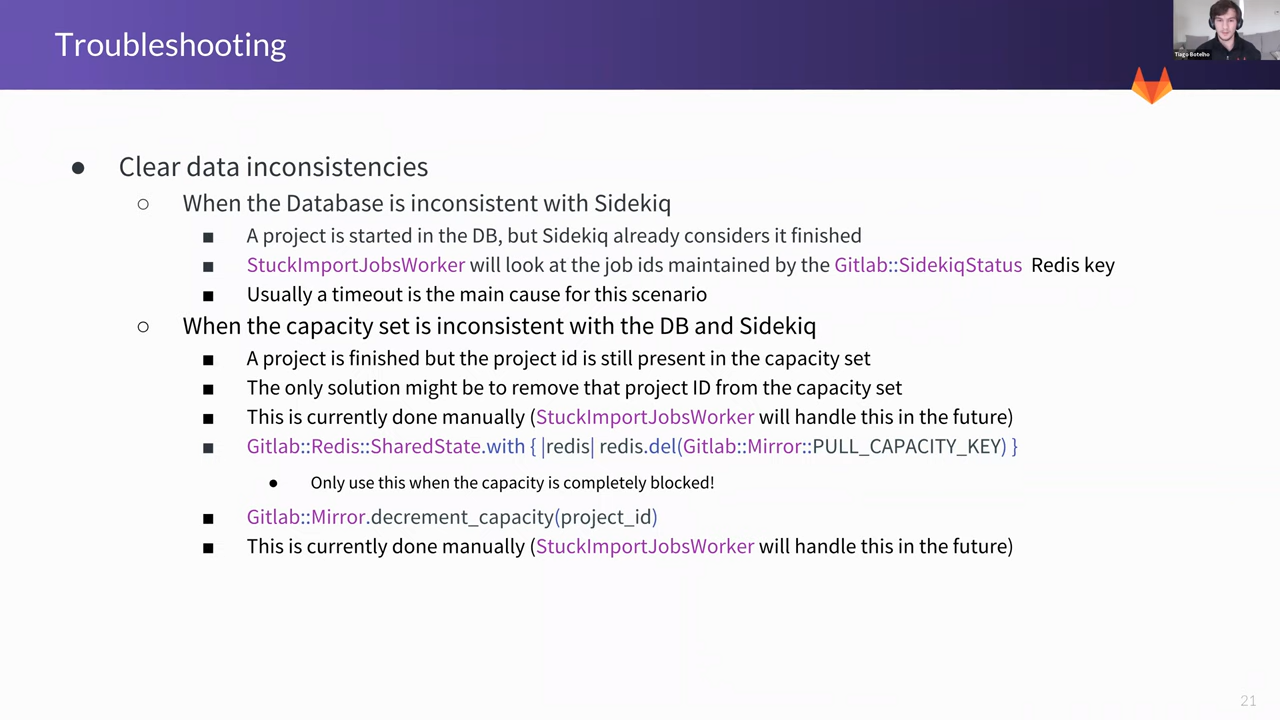 Troubleshooting
Tiago Botelho
● Clear data inconsistencies
○ When the Database is inconsistent with Sidekiq
■ A project is started in the DB, but Sidekiq already considers it finished
■ StuckImportJobsWorker will look at the job ids maintained by the Gitlab::SidekiqStatus Redis key
■ Usually a timeout is the main cause for this scenario
○ When the capacity set is inconsistent with the DB and Sidekiq
■ A project is finished but the project id is still present in the capacity set
■ The only solution might be to remove that project ID from the capacity set
■ This is currently done manually (StuckImportJobsWorker will handle this in the future)
■ Gitlab::Redis::SharedState.with { |redis| redis.del(Gitlab::Mirror::PULL_CAPACITY_KEY) }
● Only use this when the capacity is completely blocked!
■ Gitlab::Mirror.decrement_capacity(project_id)
■ This is currently done manually (StuckImportJobsWorker will handle this in the future)
21